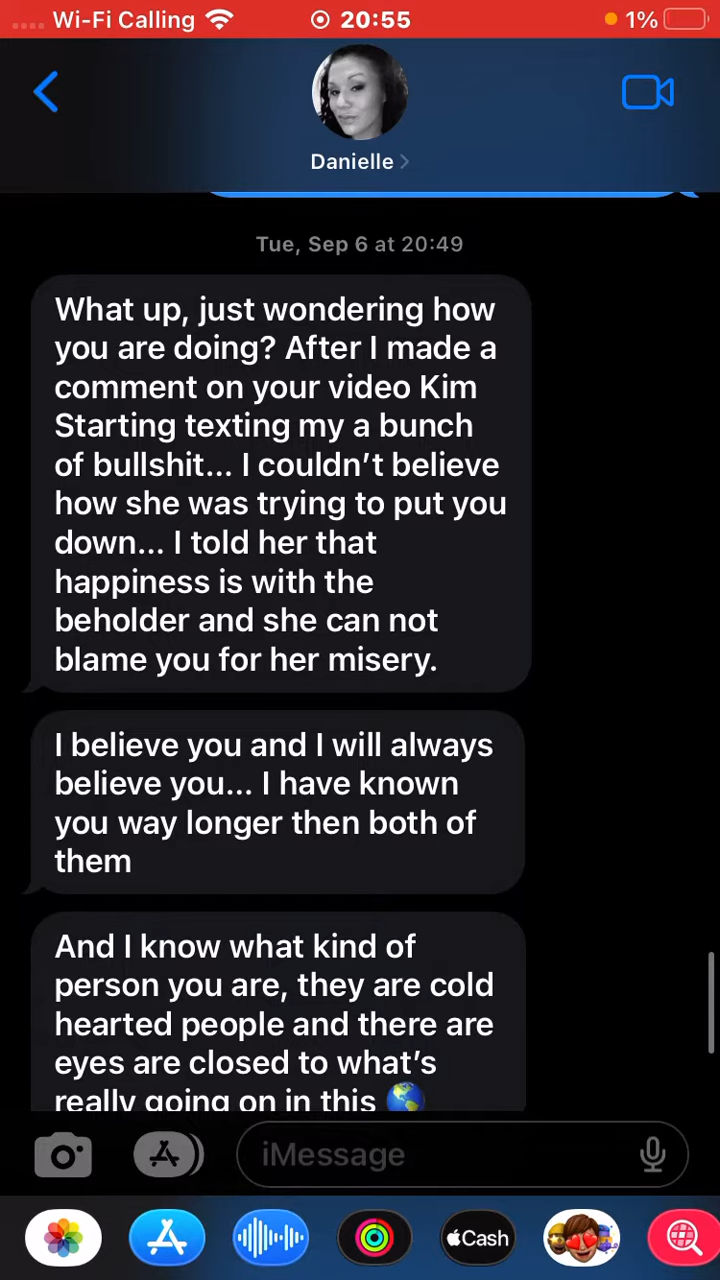 Wi-Fi Calling 20:55 1%
Danielle
Tue, Sep 6 at 20:49
What up, just wondering how
you are doing? After I made a
comment on your video Kim
Starting texting my a bunch
of bullshit... I couldn't believe
how she was trying to put you
down... I told her that
happiness is with the
beholder and she can not
blame you for her misery.
I believe you and I will always
believe you... I have known
you way longer then both of
them
And I know what kind of
person you are, they are cold
hearted people and there are
eyes are closed to what's
really going on in this 🌎
iMessage
Cash